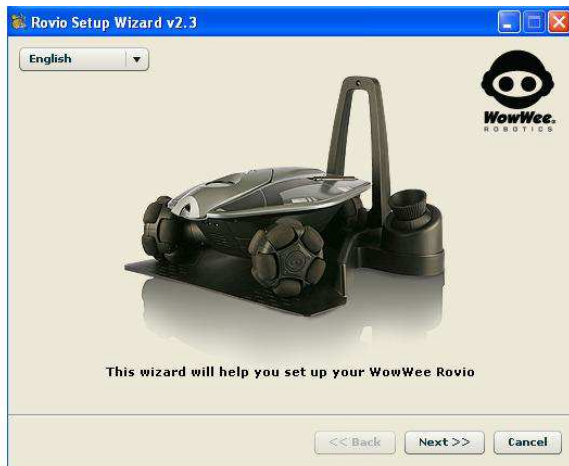 Rovio Setup Wizard v2.3
English
WowWee®
ROBOTICS
This wizard will help you set up your WowWee Rovio
<< Back
Next >>
Cancel